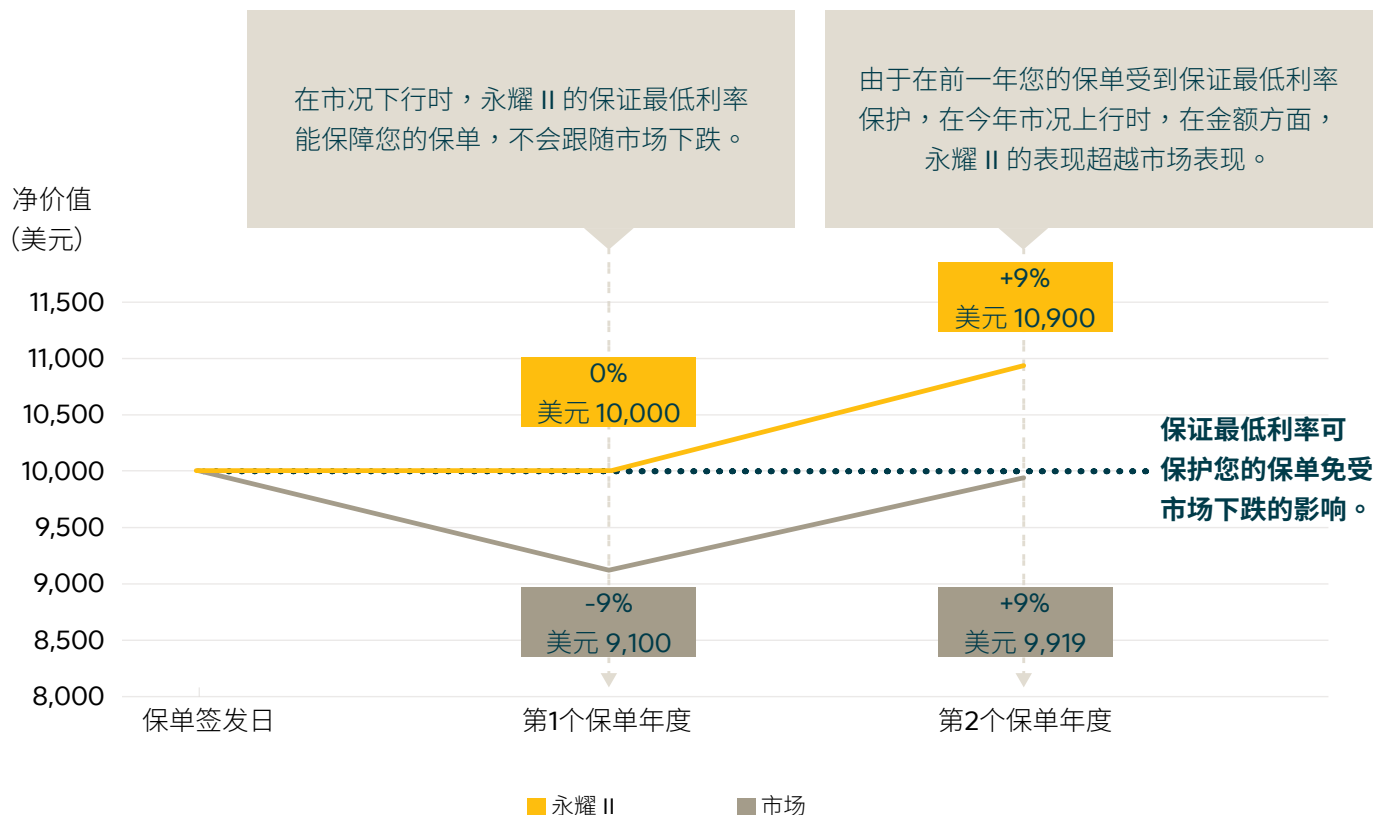 在市况下行时，永耀 II 的保证最低利率
能保障您的保单，不会跟随市场下跌。
由于在前一年您的保单受到保证最低利率
保护，在今年市况上行时，在金额方面，
永耀 II 的表现超越市场表现。
净价值
(美元)
11,500
11,000
10,500
10,000
9,500
9,000
8,500
8,000
0%
美元 10,000
+9%
美元 10,900
-9%
美元 9,100
+9%
美元 9,919
保证最低利率可
保护您的保单免受
市场下跌的影响。
保单签发日
第1个保单年度
第2个保单年度
永耀 II
市场